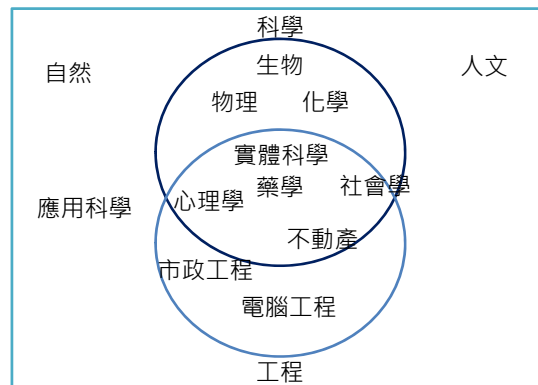 科學
自然
生物
人文
物理
化學
實體科學
心理學
藥學
社會學
應用科學
不動產
市政工程
電腦工程
工程